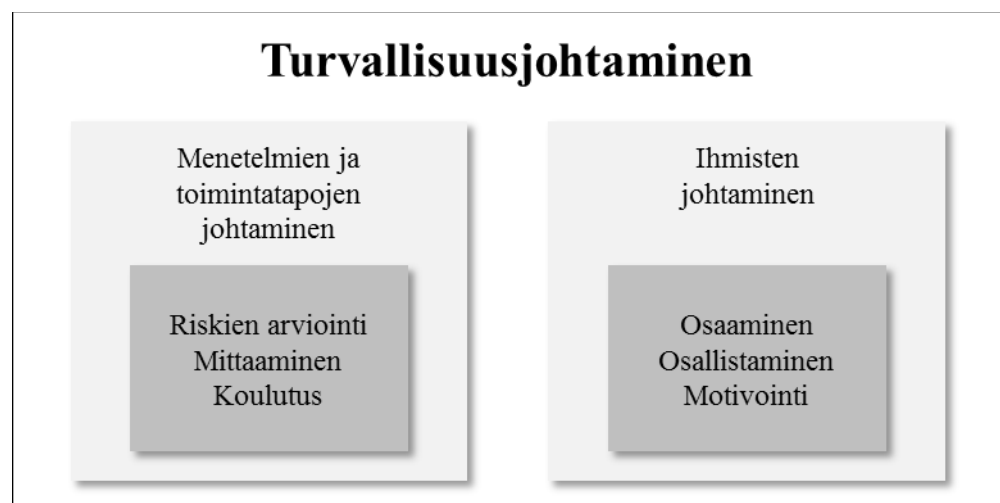 Turvallisuusjohtaminen
Menetelmien ja
toimintatapojen
johtaminen
Riskien arviointi
Mittaaminen
Koulutus
Ihmisten
johtaminen
Osaaminen
Osallistaminen
Motivointi